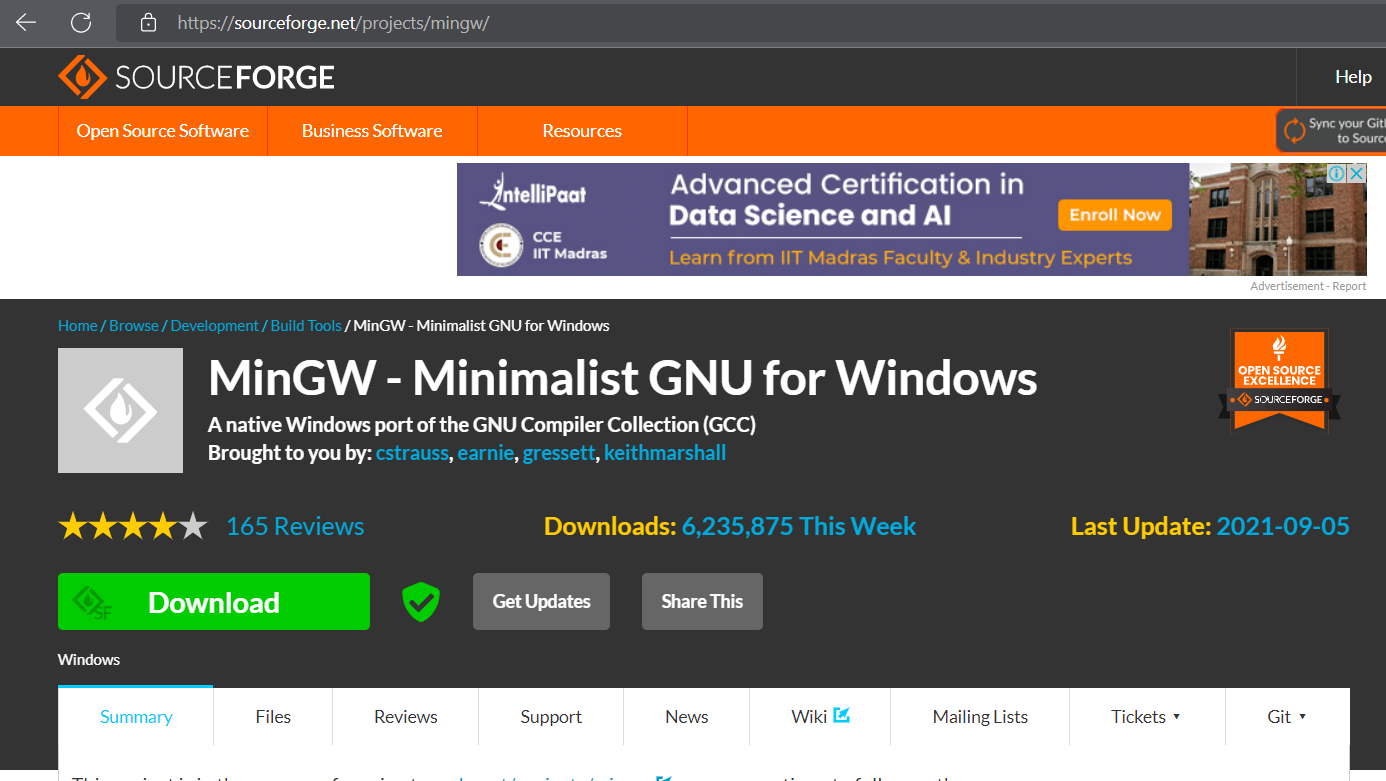 https://sourceforge.net/projects/mingw/
SOURCEFORGE
Help
Open Source Software
Business Software
Resources
Sync your Git
to Sourc
IntelliPaat
CCE
IIT Madras
Advanced Certification in
Data Science and AI
Learn from IIT Madras Faculty & Industry Experts
Enroll Now
Advertisement - Report
Home / Browse / Development / Build Tools / MinGW - Minimalist GNU for Windows
MinGW - Minimalist GNU for Windows
A native Windows port of the GNU Compiler Collection (GCC)
Brought to you by: cstrauss, earnie, gressett, keithmarshall
OPEN SOURCE
EXCELLENCE
SOURCEFORGE
165 Reviews
Downloads: 6,235,875 This Week
Last Update: 2021-09-05
SF
Download
Get Updates
Share This
Windows
Summary
Files
Reviews
Support
News
Wiki
Mailing Lists
Tickets
Git